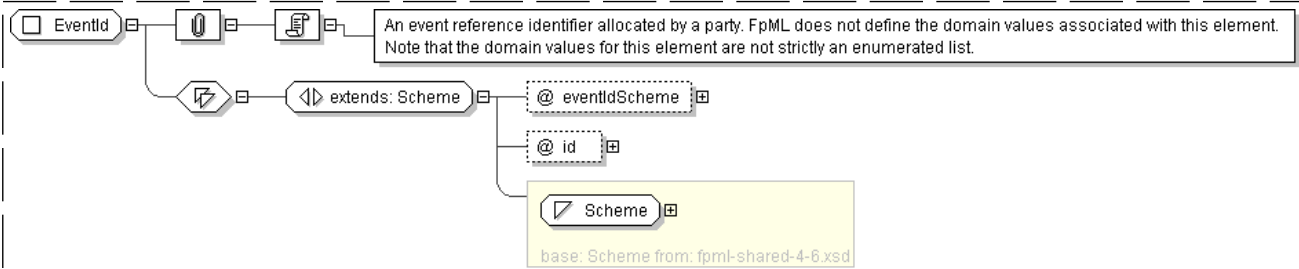 EventId
An event reference identifier allocated by a party. FpML does not define the domain values associated with this element.
Note that the domain values for this element are not strictly an enumerated list.
extends: Scheme
@ eventIdScheme
@ id
Scheme
base: Scheme from: fpml-shared-4-6.xsd